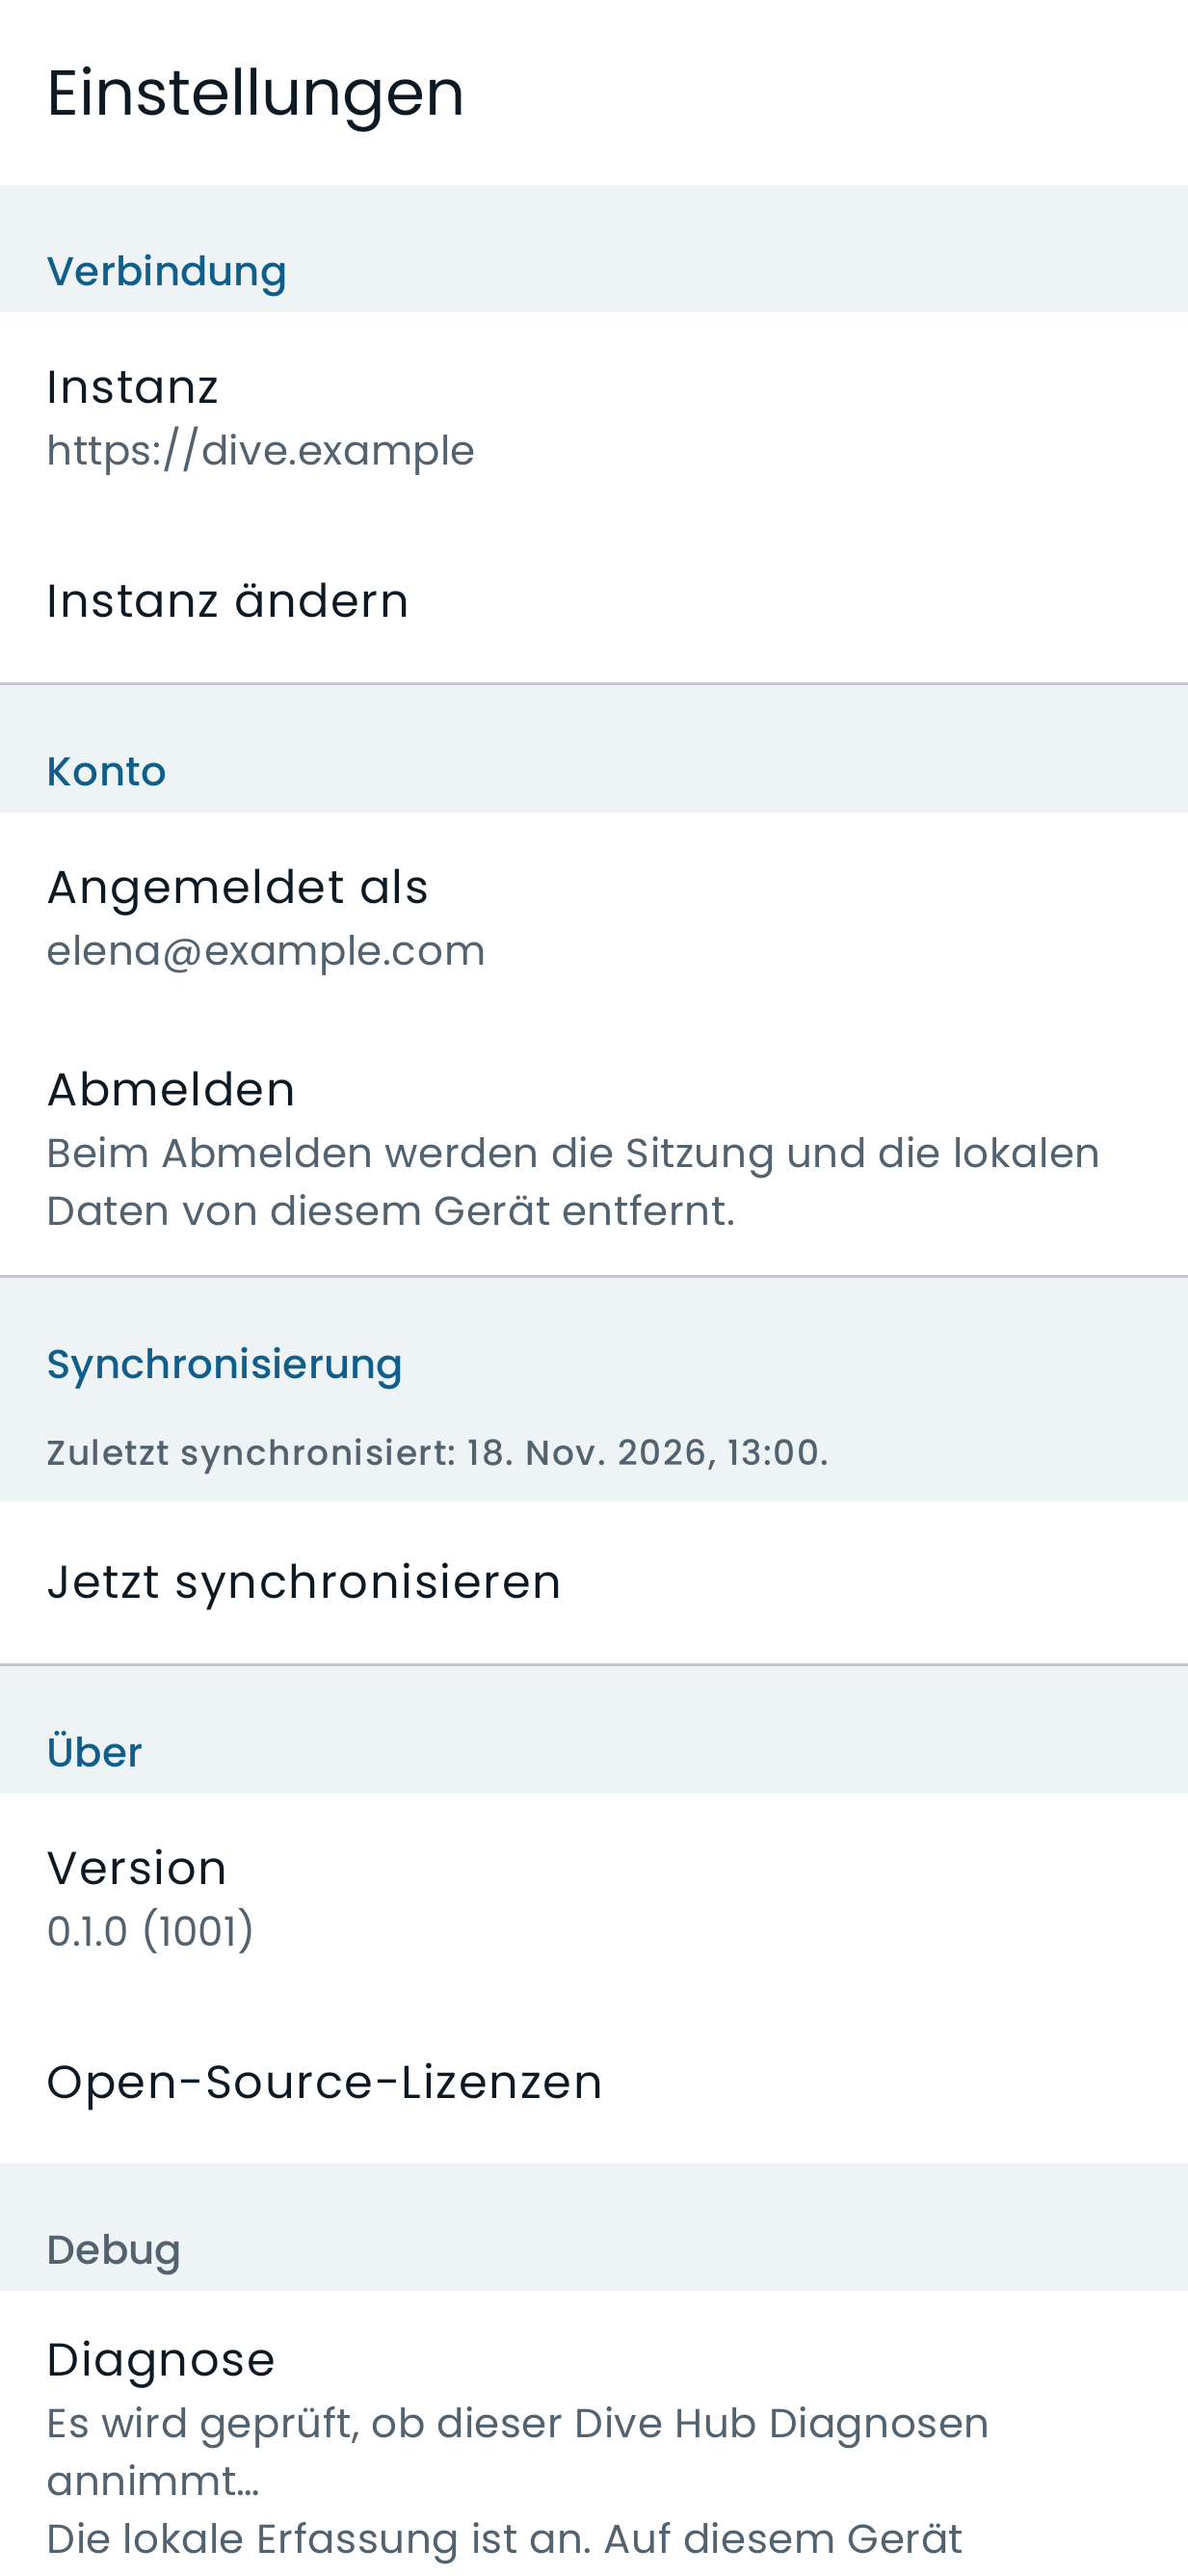 Einstellungen
Verbindung
Instanz
https://dive.example
Instanz ändern
Konto
Angemeldet als
elena@example.com
Abmelden
Beim Abmelden werden die Sitzung und die lokalen
Daten von diesem Gerät entfernt.
Synchronisierung
Zuletzt synchronisiert: 18. Nov. 2026, 13:00.
Jetzt synchronisieren
Über
Version
0.1.0 (1001)
Open-Source-Lizenzen
Debug
Diagnose
Es wird geprüft, ob dieser Dive Hub Diagnosen
annimmt…
Die lokale Erfassung ist an. Auf diesem Gerät